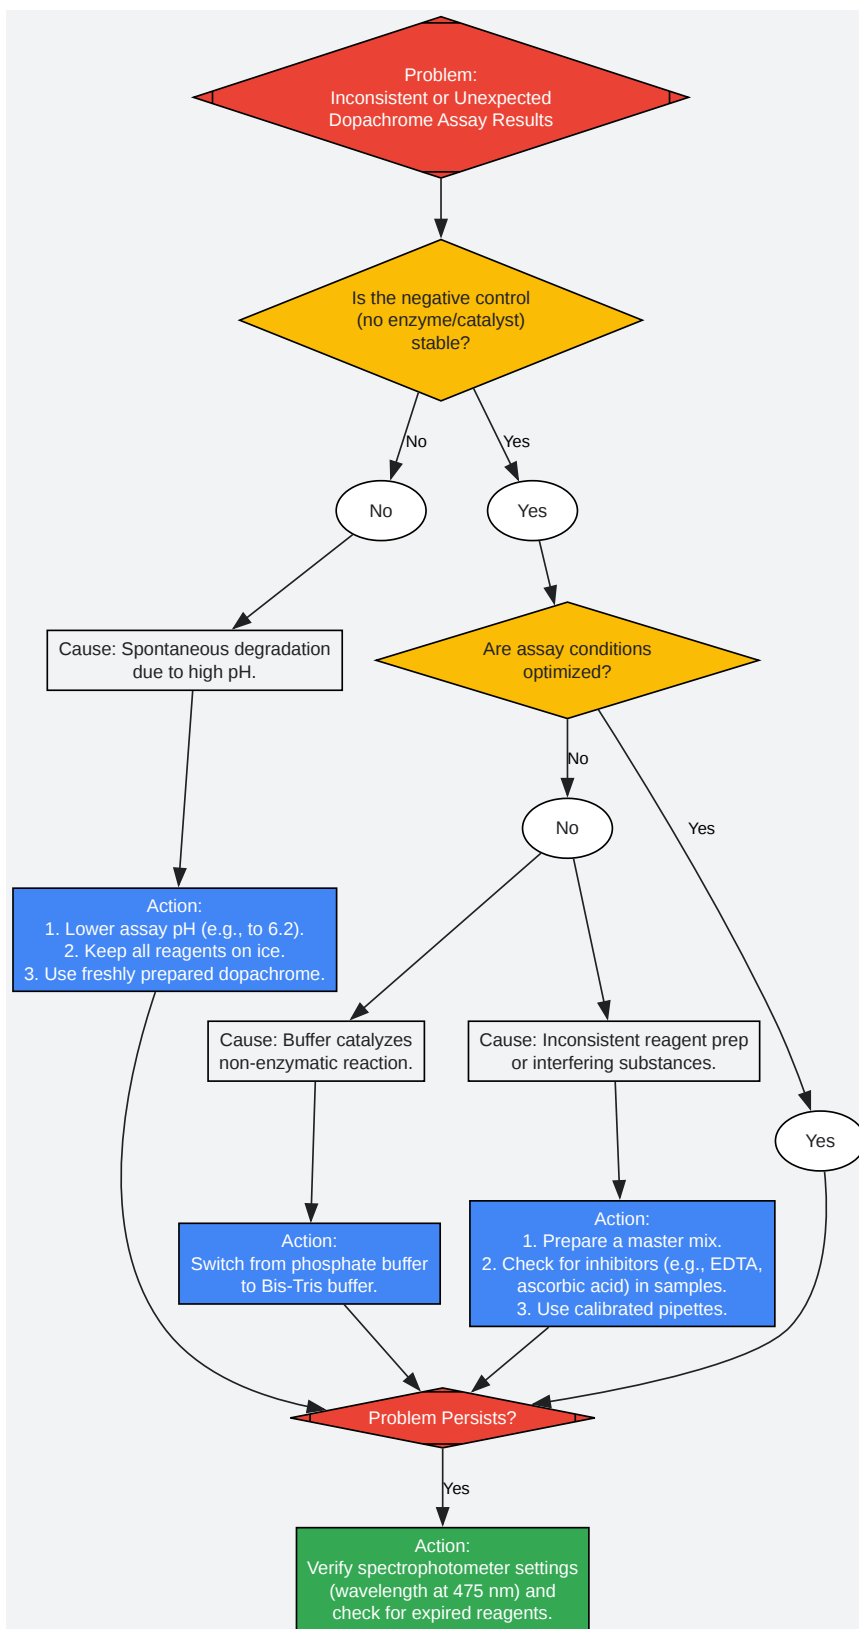 Problem:
Inconsistent or Unexpected
Dopachrome Assay Results
Is the negative control
(no enzyme/catalyst)
stable?
No
Yes
No
Yes
Cause: Spontaneous degradation
due to high pH.
Are assay conditions
optimized?
No
Yes
No
Action:
1. Lower assay pH (e.g., to 6.2).
2. Keep all reagents on ice.
3. Use freshly prepared dopachrome.
Cause: Buffer catalyzes
non-enzymatic reaction.
Cause: Inconsistent reagent prep
or interfering substances.
Yes
Action:
Switch from phosphate buffer
to Bis-Tris buffer.
Action:
1. Prepare a master mix.
2. Check for inhibitors (e.g., EDTA,
ascorbic acid) in samples.
3. Use calibrated pipettes.
Problem Persists?
Yes
Action:
Verify spectrophotometer settings
(wavelength at 475 nm) and
check for expired reagents.